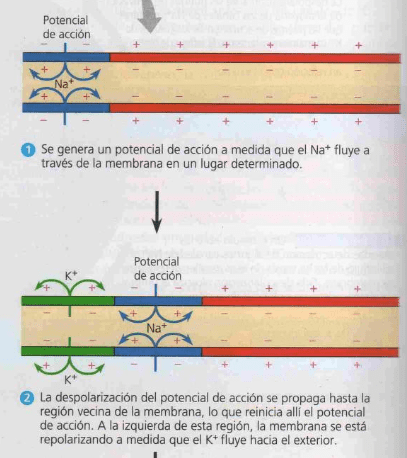 Potencial
de acción
− − + + + + + +
+ + − − − − − −
Na⁺
+ + − − − − − −
− − + + + + + +
1 Se genera un potencial de acción a medida que el Na⁺ fluye a
través de la membrana en un lugar determinado.
Potencial
de acción
K⁺
+ + − − + + + +
− − + + − − − −
Na⁺
− − + + − − − −
+ + − − + + + +
K⁺
2 La despolarización del potencial de acción se propaga hasta la
región vecina de la membrana, lo que reinicia allí el potencial
de acción. A la izquierda de esta región, la membrana se está
repolarizando a medida que el K⁺ fluye hacia el exterior.